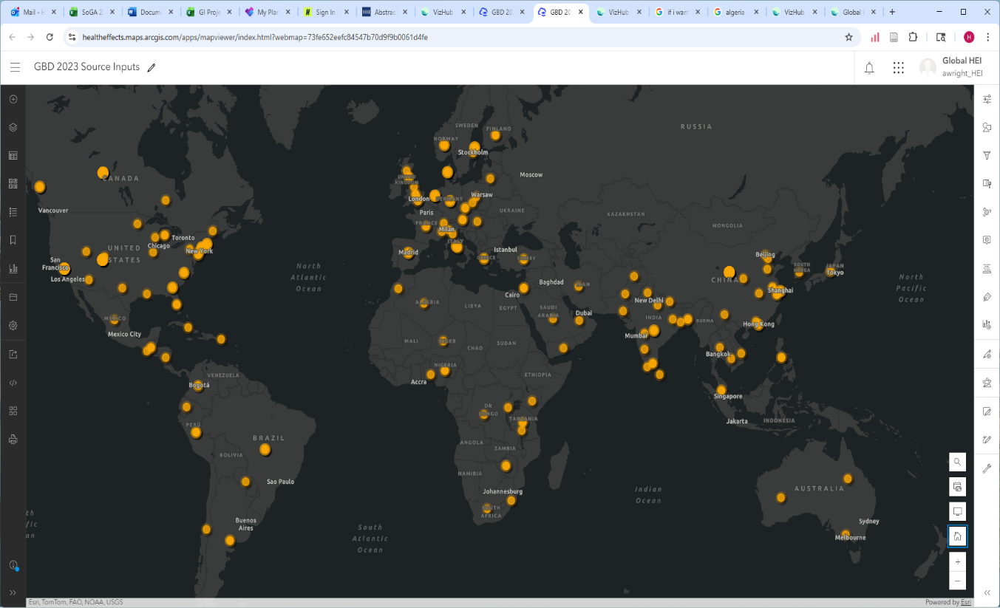 Mail - H
SoGA 2
Docume
GI Proje
My Plan
Sign In
Abstrac
VizHub
GBD 20
GBD 20
VizHub
if i want
algeria
VizHub
Global E
healtheffects.maps.arcgis.com/apps/mapviewer/index.html?webmap=73fe652eefc84547b70d9f9b0061d4fe
H
GBD 2023 Source Inputs
Global HEI
awright_HEI
RUSSIA
SWEDEN
FINLAND
NORWAY
Stockholm
Moscow
CANADA
UNITED
KINGDOM
London
GERMANY
Warsaw
Vancouver
Paris
UKRAINE
KAZAKHSTAN
FRANCE
MONGOLIA
Milan
Toronto
Chicago
UNITED
STATES
New York
ITALY
Madrid
Istanbul
GREECE
TURKEY
Beijing
San
Francisco
Los Angeles
North
Atlantic
Ocean
SOUTH
KOREA
JAPAN
Tokyo
North
Pacific
Ocean
CHINA
Baghdad
IRAN
Cairo
Shanghai
ALGERIA
LIBYA
EGYPT
SAUDI
ARABIA
Dubai
New Delhi
INDIA
BURMA
Hong Kong
MÉXICO
Mexico City
Mumbai
MALI
NIGER
CHAD
SUDAN
Bangkok
VENEZUELA
Bogotá
NIGERIA
Accra
ETHIOPIA
Singapore
Jakarta
INDONESIA
DR
CONGO
TANZANIA
PERÚ
BRAZIL
BOLIVIA
ANGOLA
ZAMBIA
NAMIBIA
Sao Paulo
Johannesburg
SOUTH
AFRICA
Indian
Ocean
AUSTRALIA
Sydney
Melbourne
Buenos
Aires
South
Atlantic
Ocean
th
fic
an
Esri, TomTom, FAO, NOAA, USGS
Powered by Esri